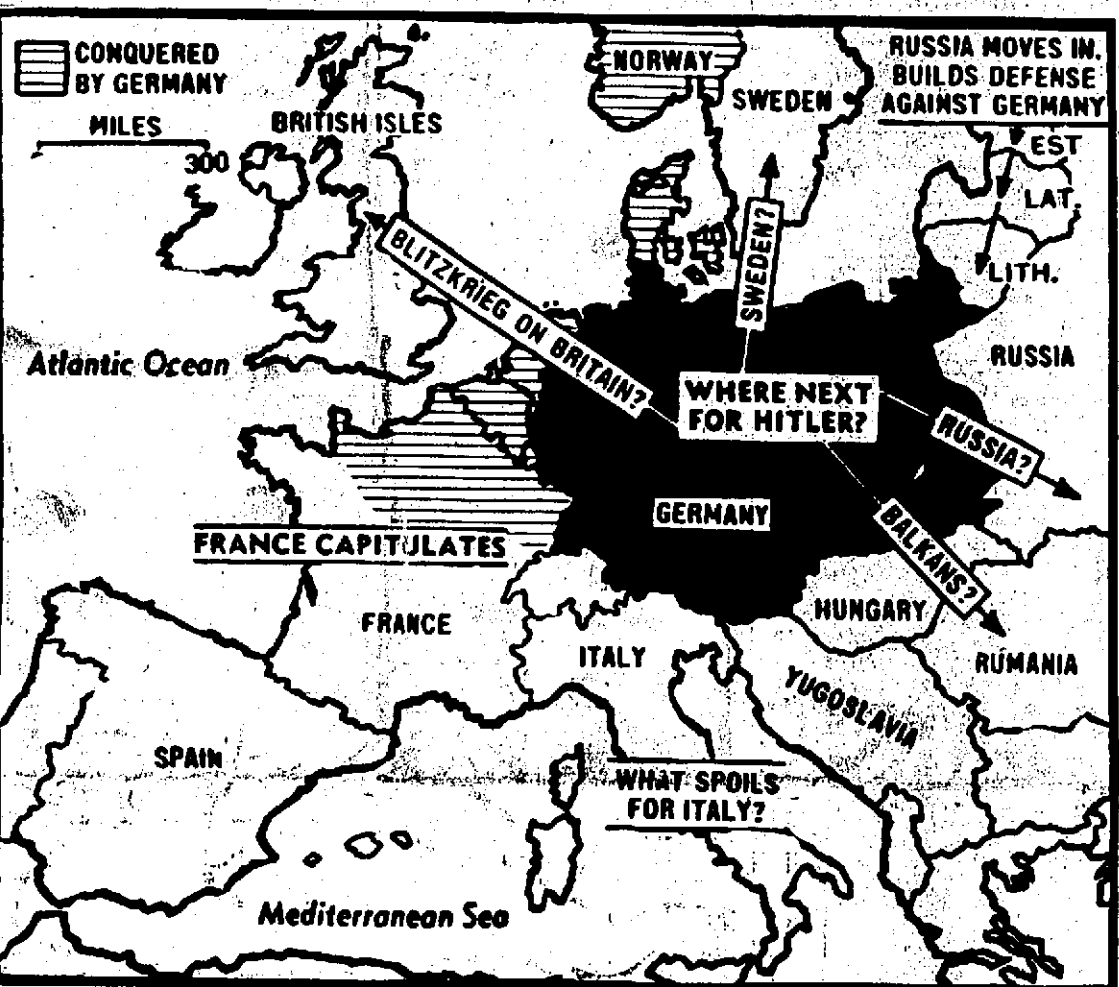 CONQUERED
BY GERMANY
MILES
300
BRITISH ISLES
NORWAY
SWEDEN
RUSSIA MOVES IN.
BUILDS DEFENSE
AGAINST GERMANY
EST
LAT.
LITH.
RUSSIA
BLITZKRIEG ON BRITAIN?
SWEDEN?
Atlantic Ocean
WHERE NEXT
FOR HITLER?
RUSSIA?
GERMANY
BALKANS?
FRANCE CAPITULATES
FRANCE
HUNGARY
ITALY
RUMANIA
YUGOSLAVIA
SPAIN
WHAT SPOILS
FOR ITALY?
Mediterranean Sea